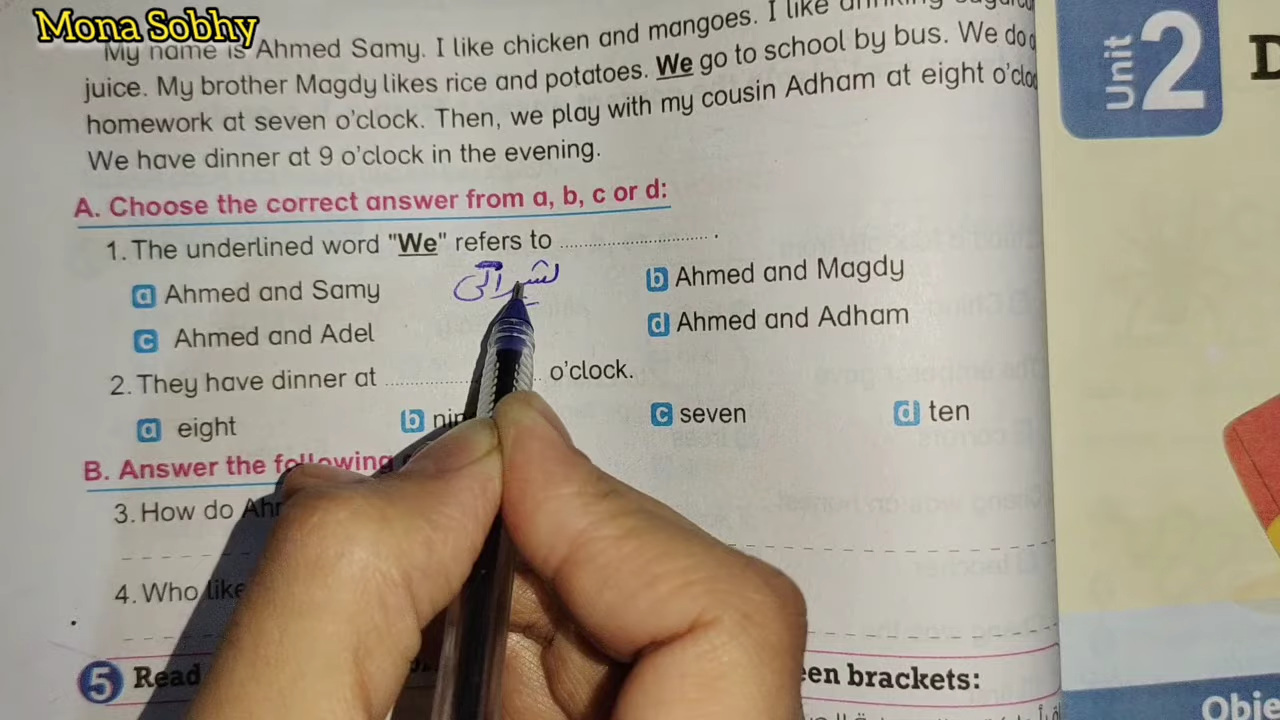 Mona Sobhy
My name is Ahmed Samy. I like chicken and mangoes. I like
juice. My brother Magdy likes rice and potatoes. We go to school by bus. We do
homework at seven o'clock. Then, we play with my cousin Adham at eight o'clo
We have dinner at 9 o'clock in the evening.
A. Choose the correct answer from a, b, c or d:
1. The underlined word "We" refers to .
a Ahmed and Samy
b Ahmed and Magdy
c Ahmed and Adel
d Ahmed and Adham
2. They have dinner at o'clock.
a eight
b
c seven
d ten
B. Answer the following
3. How do
4. Who
5 Read een brackets:
Unit 2
Obje